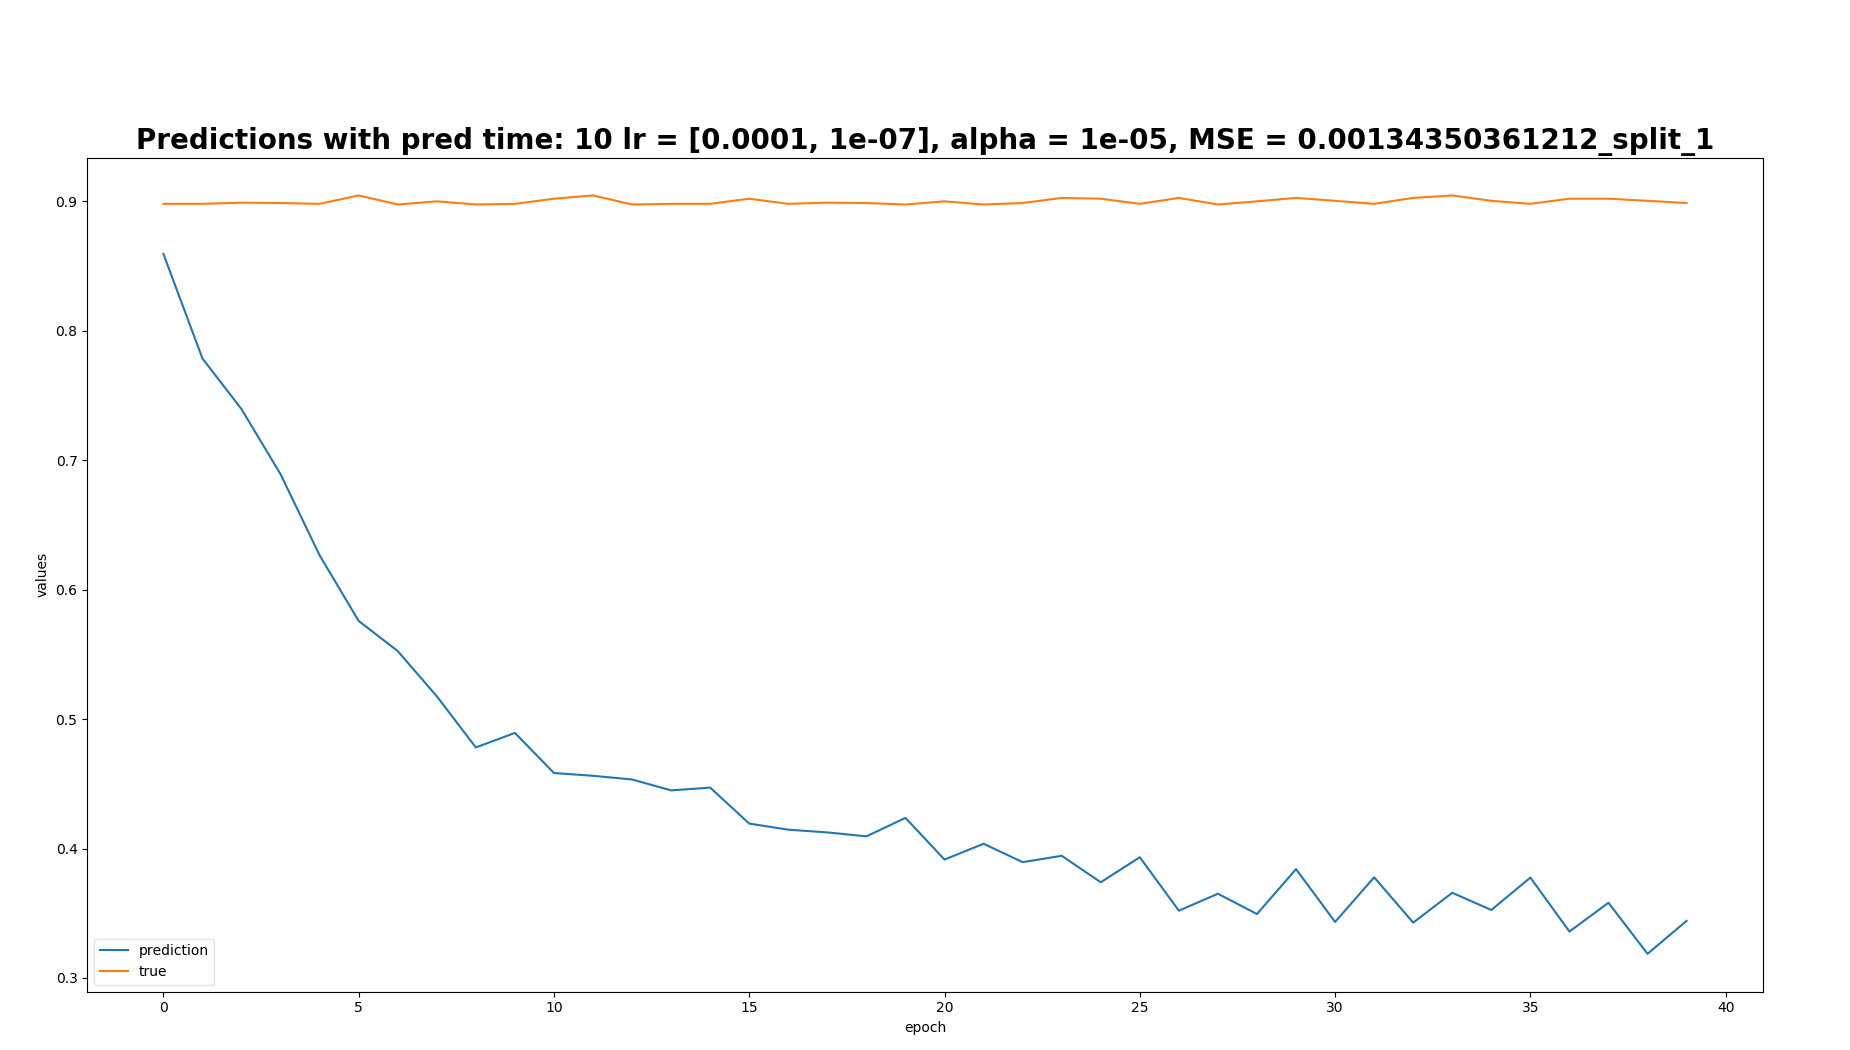 Predictions with pred time: 10 lr = [0.0001, 1e-07], alpha = 1e-05, MSE = 0.00134350361212_split_1
0.9
0.8
0.7
0.6
0.5
0.4
0.3
values
prediction
true
0 5 10 15 20 25 30 35 40
epoch